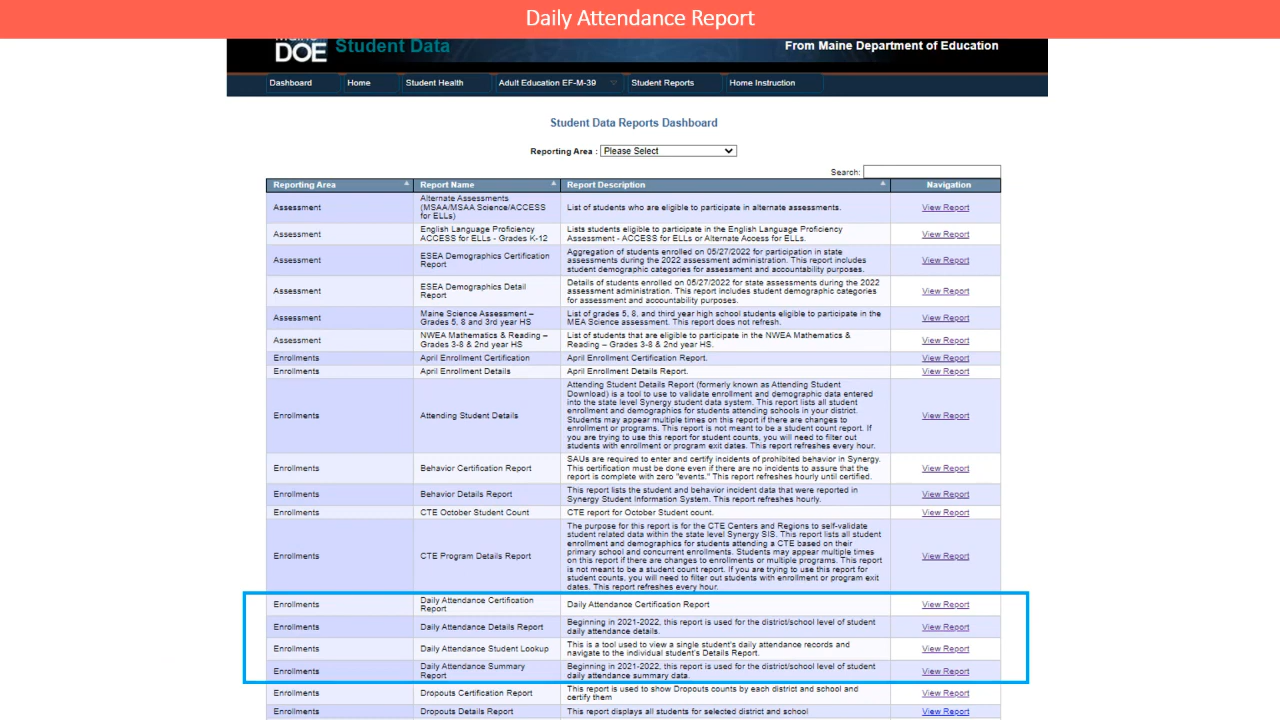 Daily Attendance Report
Maine
DOE Student Data
From Maine Department of Education
Dashboard Home Student Health Adult Education EF-M-39 Student Reports Home Instruction
Student Data Reports Dashboard
Reporting Area : Please Select
Search:
Reporting Area Report Name Report Description Navigation
Assessment
Alternate Assessments
(MSAA/MSAA Science/ACCESS
for ELLs)
List of students who are eligible to participate in alternate assessments.
View Report
Assessment
English Language Proficiency
ACCESS for ELLs - Grades K-12
Lists students eligible to participate in the English Language Proficiency
Assessment - ACCESS for ELLs or Alternate Access for ELLs.
View Report
Assessment
ESEA Demographics Certification
Report
Aggregation of students enrolled on 05/27/2022 for participation in state
assessments during the 2022 assessment administration. This report includes
student demographic categories for assessment and accountability purposes.
View Report
Assessment
ESEA Demographics Detail
Report
Details of students enrolled on 05/27/2022 for state assessments during the 2022
assessment administration. This report includes student demographic categories
for assessment and accountability purposes.
View Report
Assessment
Maine Science Assessment –
Grades 5. 8 and 3rd year HS
List of grades 5, 8, and third year high school students eligible to participate in the
MEA Science assessment. This report does not refresh.
View Report
Assessment
NWEA Mathematics & Reading –
Grades 3-8 & 2nd year HS
List of students that are eligible to participate in the NWEA Mathematics &
Reading – Grades 3-8 & 2nd year HS.
View Report
Enrollments
April Enrollment Certification
April Enrollment Certification Report.
View Report
Enrollments
April Enrollment Details
April Enrollment Details Report.
View Report
Enrollments
Attending Student Details
Attending Student Details Report (formerly known as Attending Student
Download) is a tool to use to validate enrollment and demographic data entered
into the state level Synergy student data system. This report lists all student
enrollment and demographics for students attending schools in your district.
Students may appear multiple times on this report if there are changes to
enrollment or programs. This report is not meant to be a student count report. If
you are trying to use this report for student counts, you will need to filter out
students with enrollment or program exit dates. This report refreshes every hour.
View Report
Enrollments
Behavior Certification Report
SAUs are required to enter and certify incidents of prohibited behavior in Synergy.
This certification must be done even if there are no incidents to assure that the
report is complete with zero "events." This report refreshes hourly until certified.
View Report
Enrollments
Behavior Details Report
This report lists the student and behavior incident data that were reported in
Synergy Student Information System. This report refreshes hourly.
View Report
Enrollments
CTE October Student Count
CTE report for October Student count.
View Report
Enrollments
CTE Program Details Report
The purpose for this report is for the CTE Centers and Regions to self-validate
student related data within the state level Synergy SIS. This report lists all student
enrollment and demographics for students attending a CTE based on their
primary school and concurrent enrollments. Students may appear multiple times
on this report if there are changes to enrollments or multiple programs. This report
is not meant to be a student count report. If you are trying to use this report for
student counts, you will need to filter out students with enrollment or program exit
dates. This report refreshes every hour.
View Report
Enrollments
Daily Attendance Certification
Report
Daily Attendance Certification Report
View Report
Enrollments
Daily Attendance Details Report
Beginning in 2021-2022, this report is used for the district/school level of student
daily attendance details.
View Report
Enrollments
Daily Attendance Student Lookup
This is a tool used to view a single student's daily attendance records and
navigate to the individual student's Details Report.
View Report
Enrollments
Daily Attendance Summary
Report
Beginning in 2021-2022, this report is used for the district/school level of student
daily attendance summary data.
View Report
Enrollments
Dropouts Certification Report
This report is used to show Dropouts counts by each district and school and
certify them
View Report
Enrollments
Dropouts Details Report
This report displays all students for selected district and school
View Report